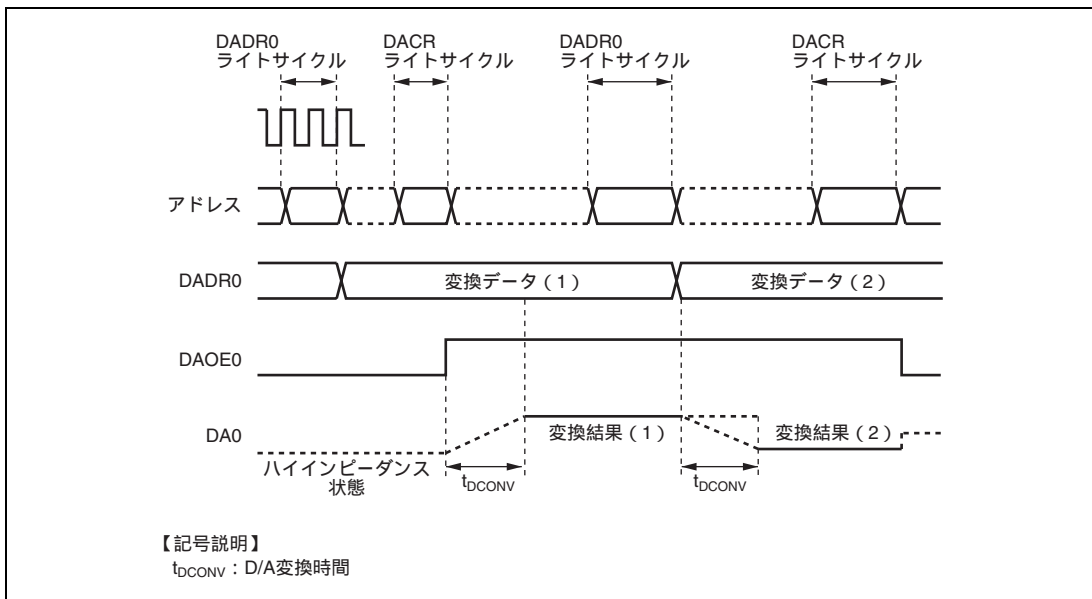 DADR0
ライトサイクル
DACR
ライトサイクル
DADR0
ライトサイクル
DACR
ライトサイクル
アドレス
DADR0
変換データ（1）
変換データ（2）
DAOE0
DA0
変換結果（1）
変換結果（2）
ハイインピーダンス
状態
tDCONV
tDCONV
【記号説明】
tDCONV：D/A変換時間